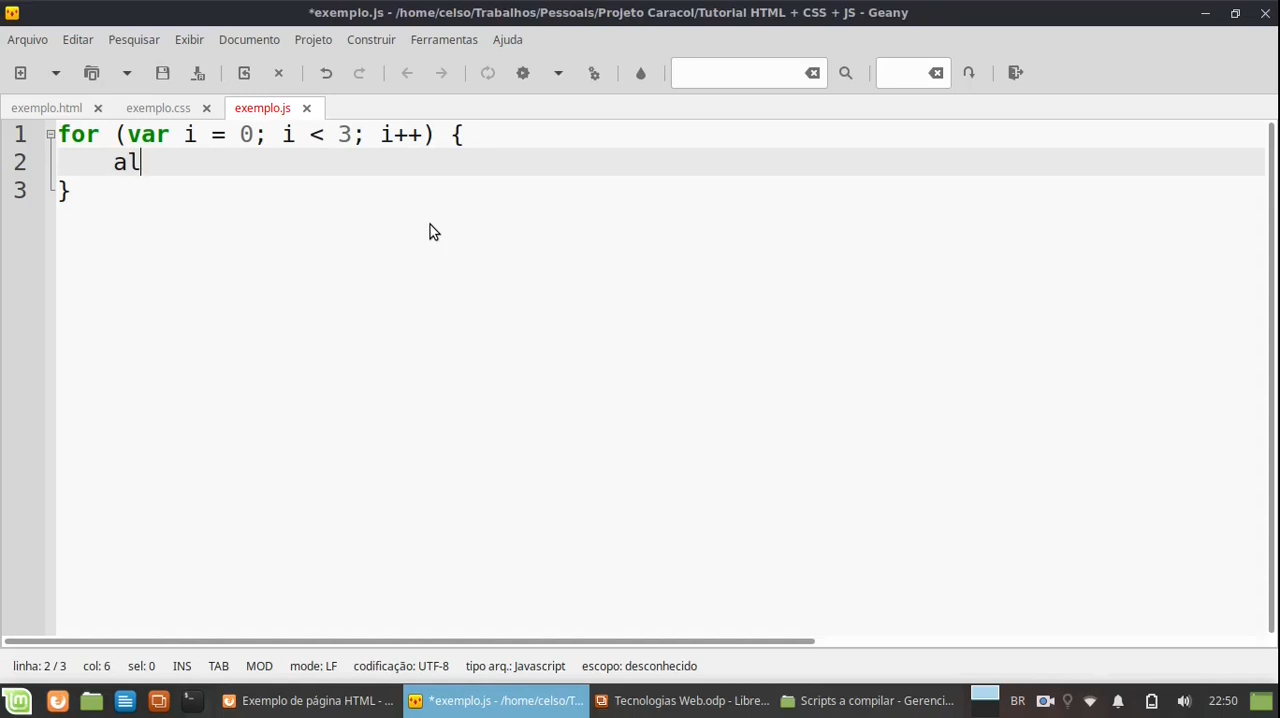 *exemplo.js - /home/celso/Trabalhos/Pessoais/Projeto Caracol/Tutorial HTML + CSS + JS - Geany
Arquivo Editar Pesquisar Exibir Documento Projeto Construir Ferramentas Ajuda
exemplo.html exemplo.css exemplo.js
1 for (var i = 0; i < 3; i++) {
2 al
3 }
linha: 2 / 3 col: 6 sel: 0 INS TAB MOD mode: LF codificação: UTF-8 tipo arq.: Javascript escopo: desconhecido
Exemplo de página HTML - ... *exemplo.js - /home/celso/T... Tecnologias Web.odp - Libre... Scripts a compilar - Gerenci... BR 22:50